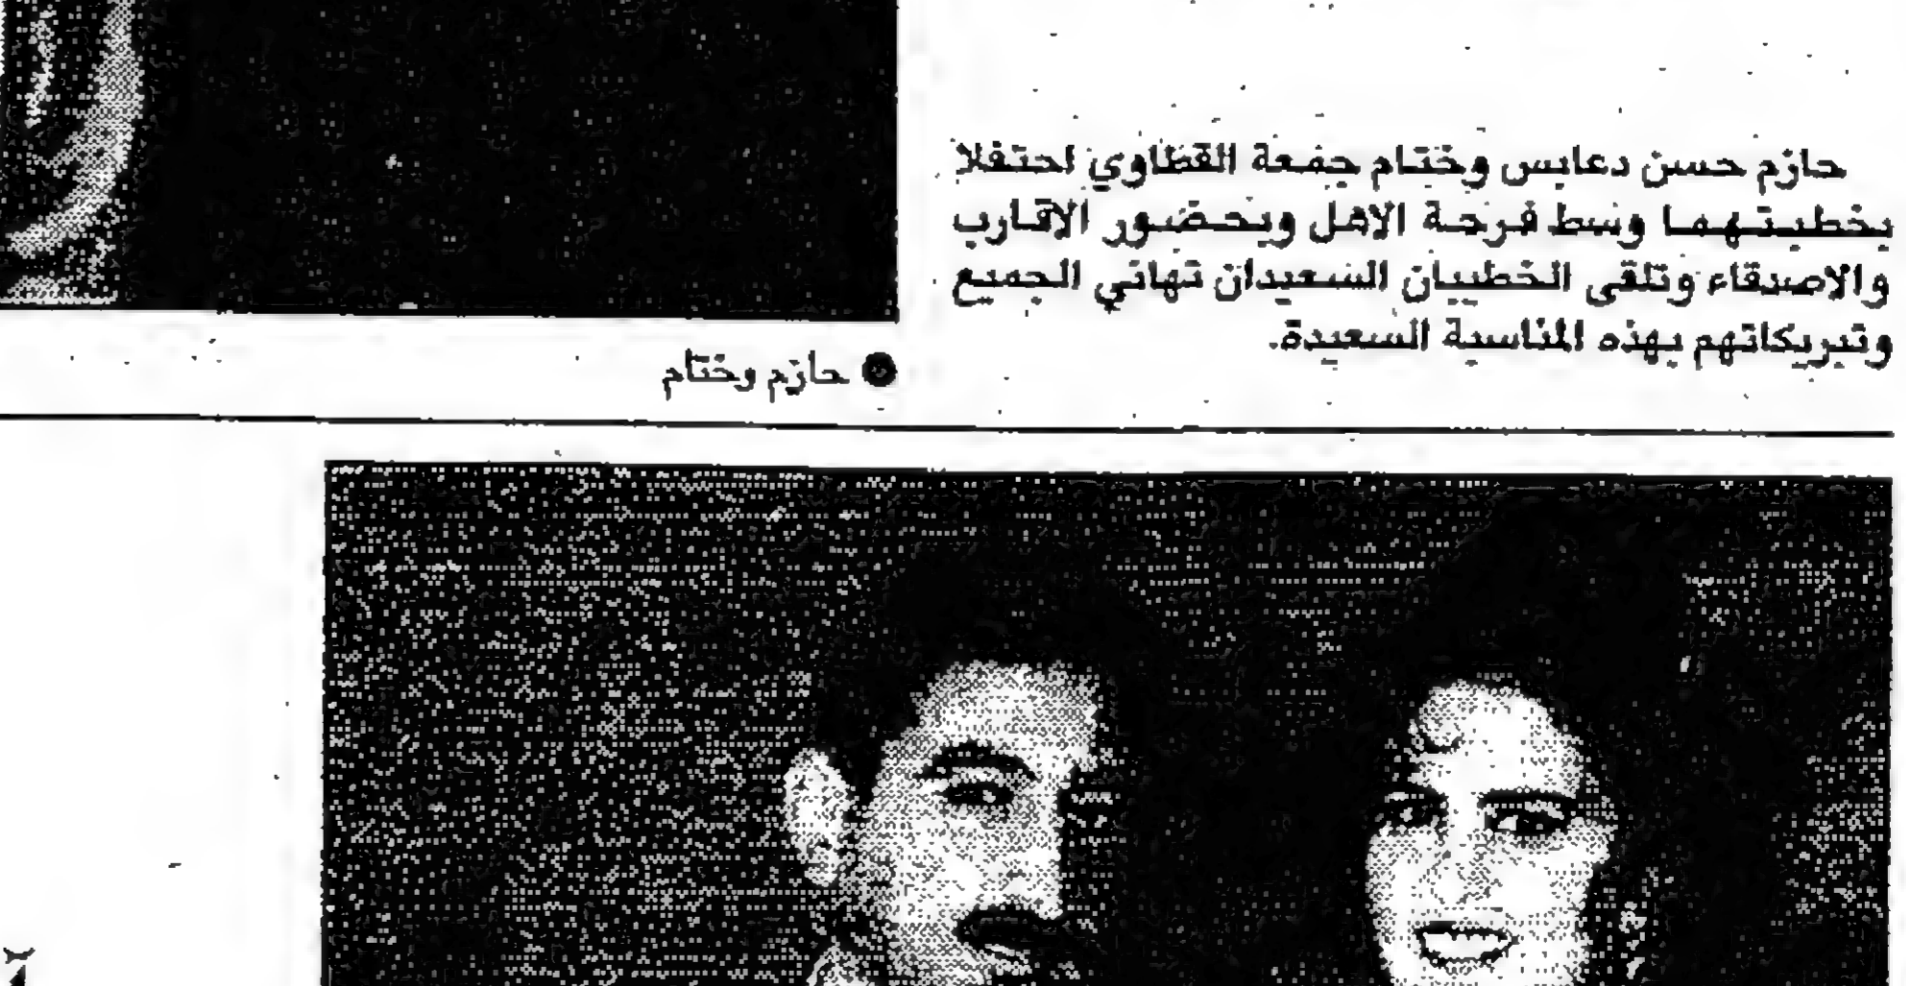 حازم حسن دعابس وختام جمعة القطاوي احتفلا
بخطبتهما وسط فرحة الاهل وبحضور الاقارب
والاصدقاء وتلقى الخطيبان السعيدان تهاني الجميع
وتبريكاتهم بهذه المناسبة السعيدة.
● حازم وختام